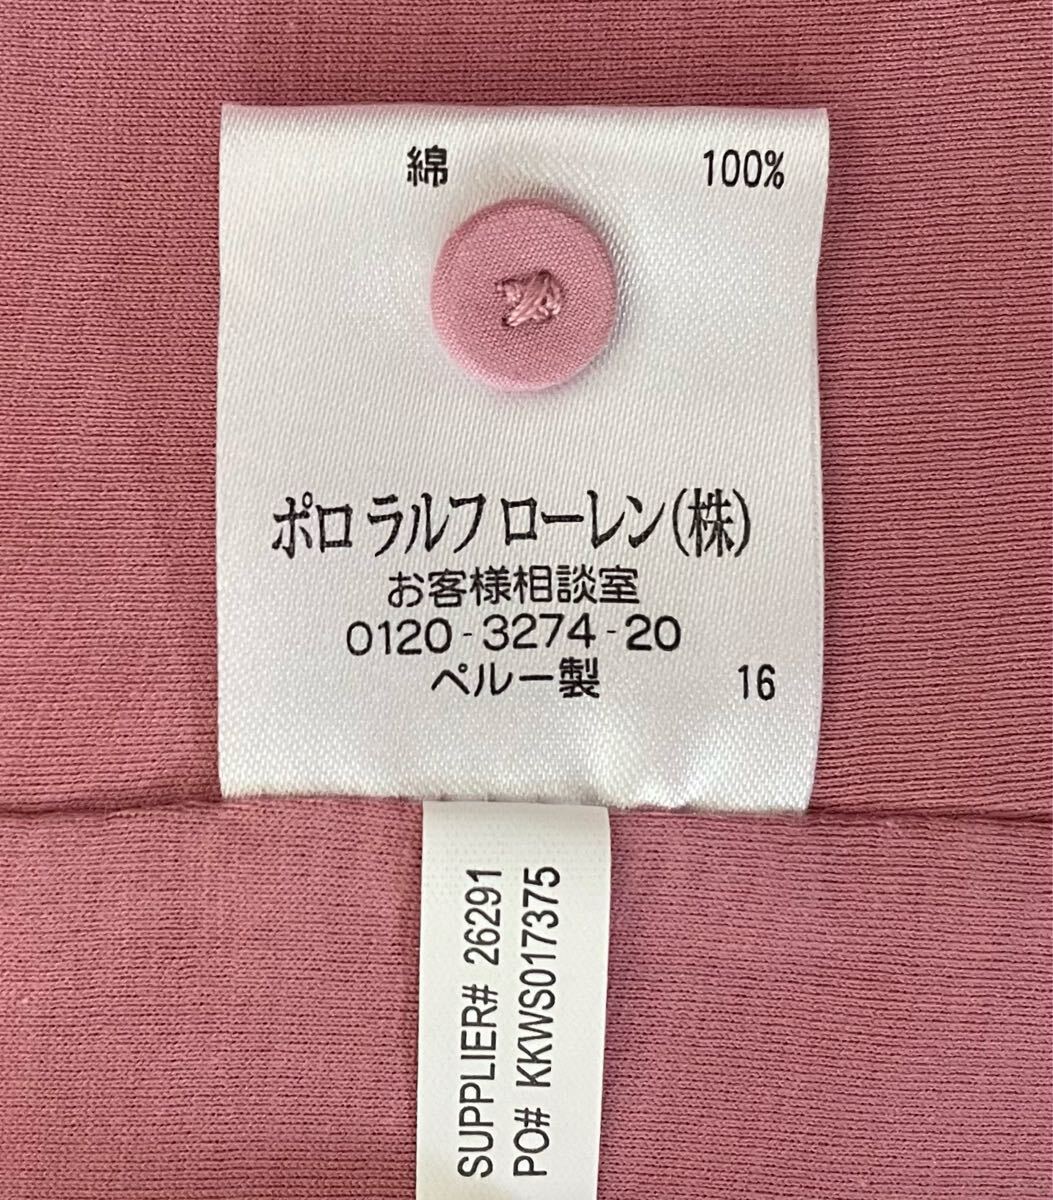 綿 100%
ポロ ラルフ ローレン(株)
お客様相談室
0120-3274-20
ペルー製 16
SUPPLIER# 26291
PO# KKWS017375